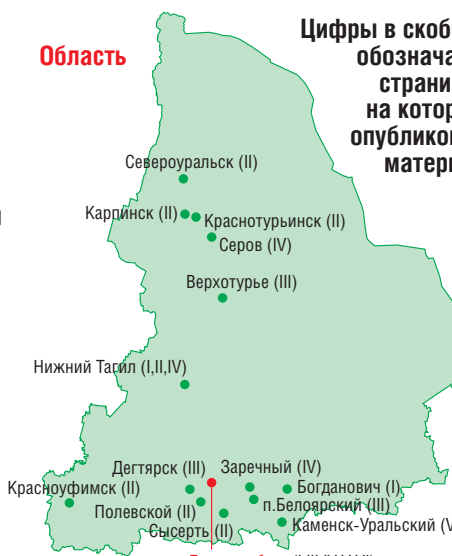 Область
Цифры в скоб
обознача
страни
на котор
опубликов
матери
Североуральск (II)
Карпинск (II)
Краснотурьинск (II)
Серов (IV)
Верхотурье (III)
Нижний Тагил (I,II,IV)
Дегтярск (III)
Заречный (IV)
Красноуфимск (II)
Богданович (I)
Полевской (II)
п.Белоярский (III)
Сысерть (II)
Каменск-Уральский (V